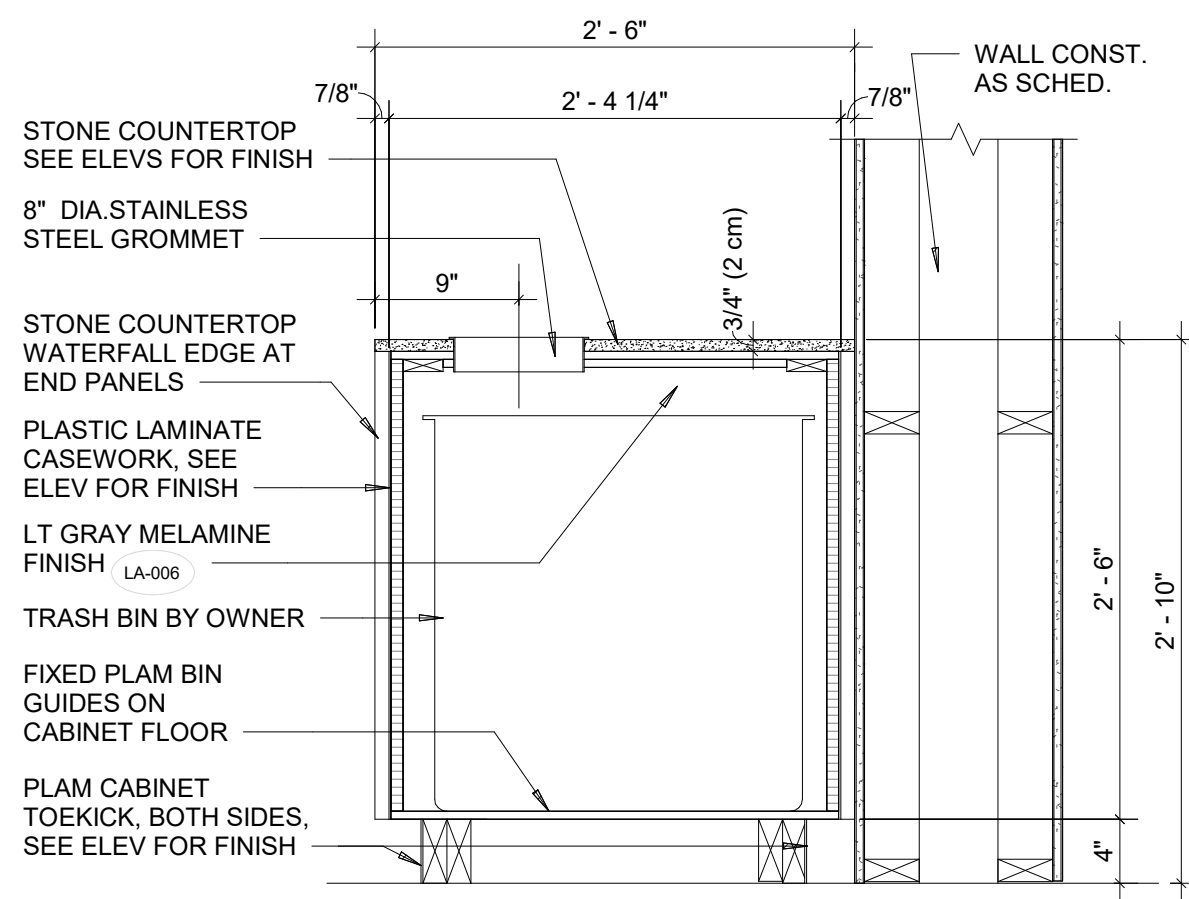 2' - 6"
WALL CONST.
AS SCHED.
7/8"
2' - 4 1/4"
7/8"
STONE COUNTERTOP
SEE ELEVS FOR FINISH
8" DIA.STAINLESS
STEEL GROMMET
3/4" (2 cm)
9"
STONE COUNTERTOP
WATERFALL EDGE AT
END PANELS
PLASTIC LAMINATE
CASEWORK, SEE
ELEV FOR FINISH
LT GRAY MELAMINE
FINISH
LA-006
TRASH BIN BY OWNER
FIXED PLAM BIN
GUIDES ON
CABINET FLOOR
PLAM CABINET
TOEKICK, BOTH SIDES,
SEE ELEV FOR FINISH
2' - 6"
2' - 10"
4"